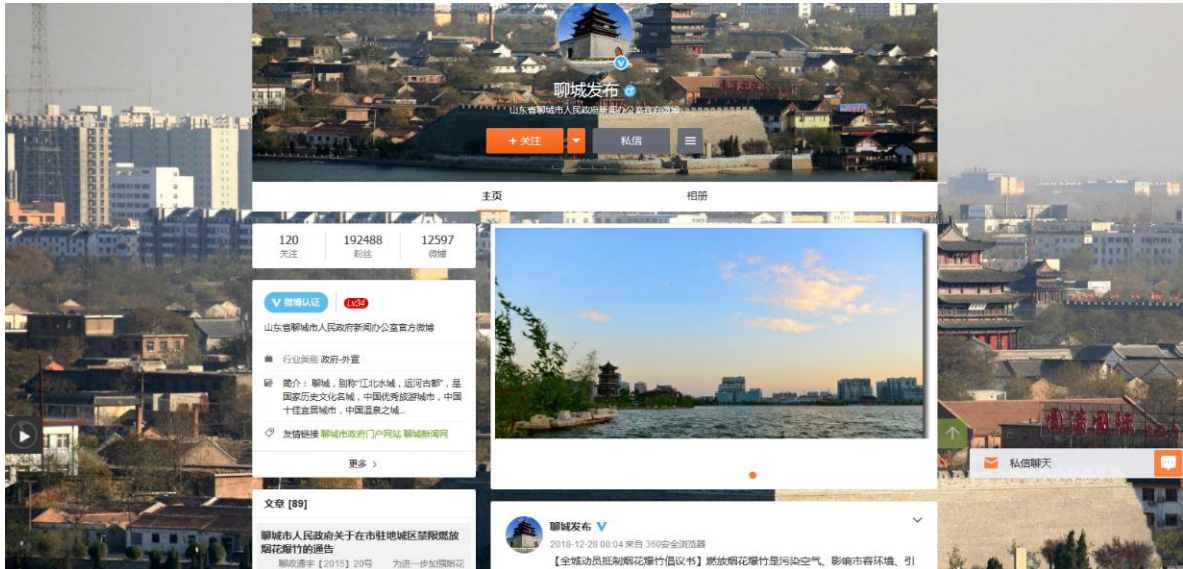 聊城发布
山东省聊城市人民政府新闻办公室官方微博
+ 关注
私信
主页
相册
120
关注
192488
粉丝
12597
微博
V 微博认证
Lv34
山东省聊城市人民政府新闻办公室官方微博
行业类别 政府-外宣
简介： 聊城，别称“江北水城，运河古都”，是
国家历史文化名城，中国优秀旅游城市，中国
十佳宜居城市，中国温泉之城...
友情链接 聊城市政府门户网站 聊城新闻网
更多 >
文章 [89]
聊城市人民政府关于在市驻地城区禁限燃放
烟花爆竹的通告
聊政通字【2015】20号 为进一步加强烟花
聊城发布 V
2018-12-28 08:04 来自 360安全浏览器
【全城动员抵制烟花爆竹倡议书】燃放烟花爆竹是污染空气、影响市容环境、引
私信聊天